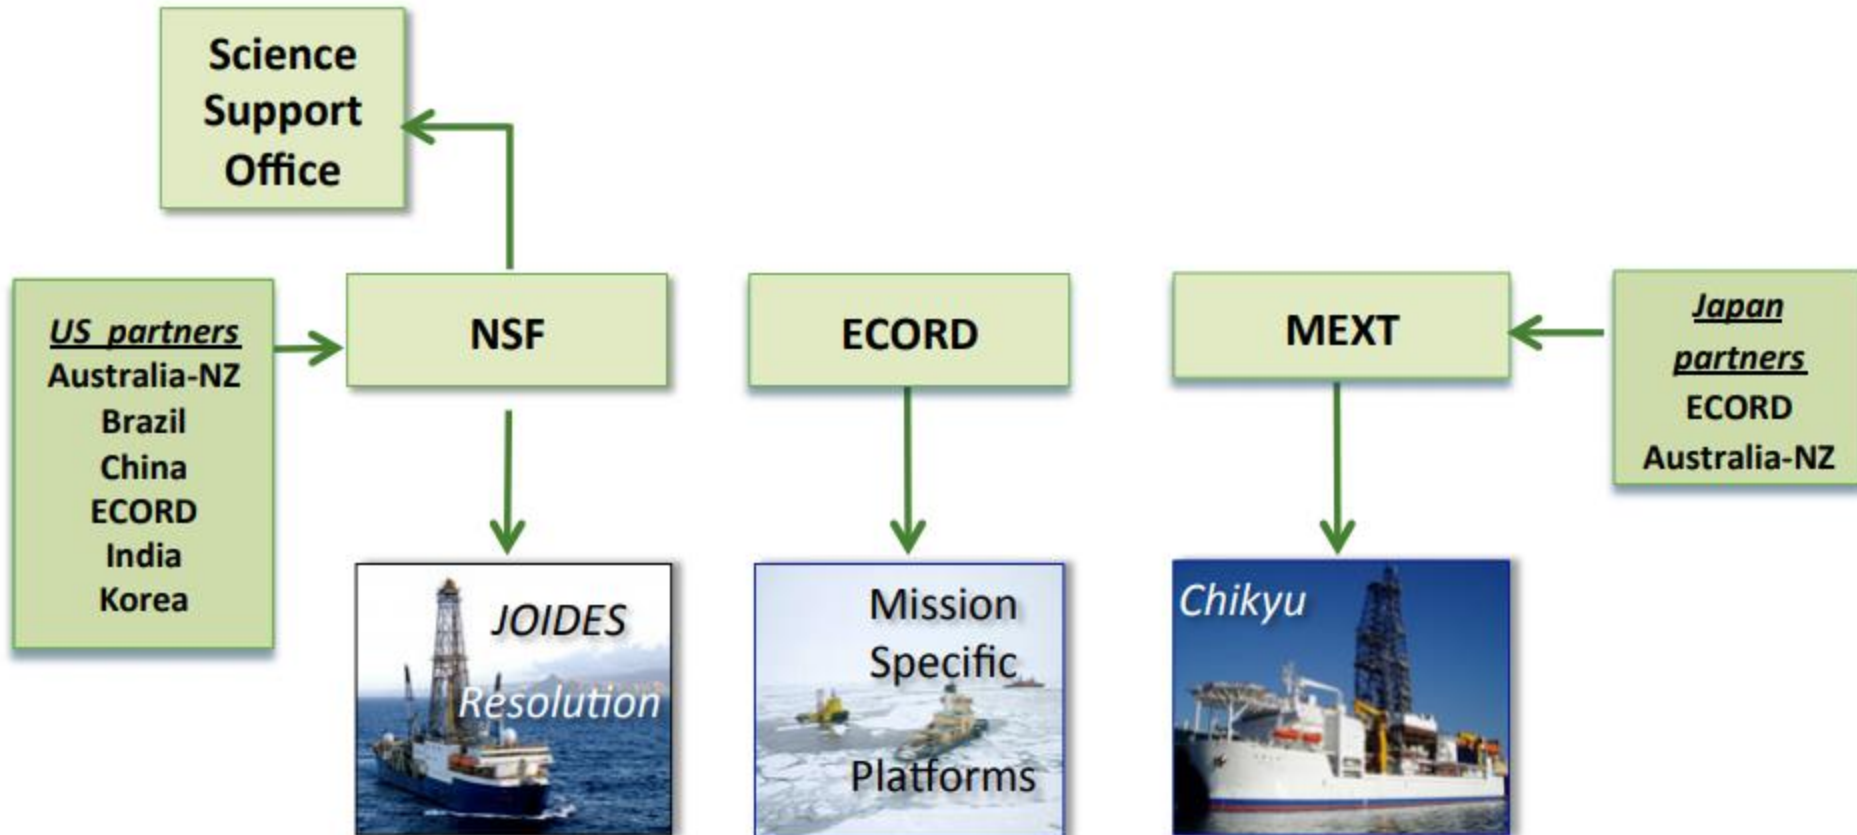 Science
Support
Office
US partners
Australia-NZ
Brazil
China
ECORD
India
Korea
NSF
ECORD
MEXT
Japan
partners
ECORD
Australia-NZ
JOIDES
Resolution
Mission
Specific
Platforms
Chikyu